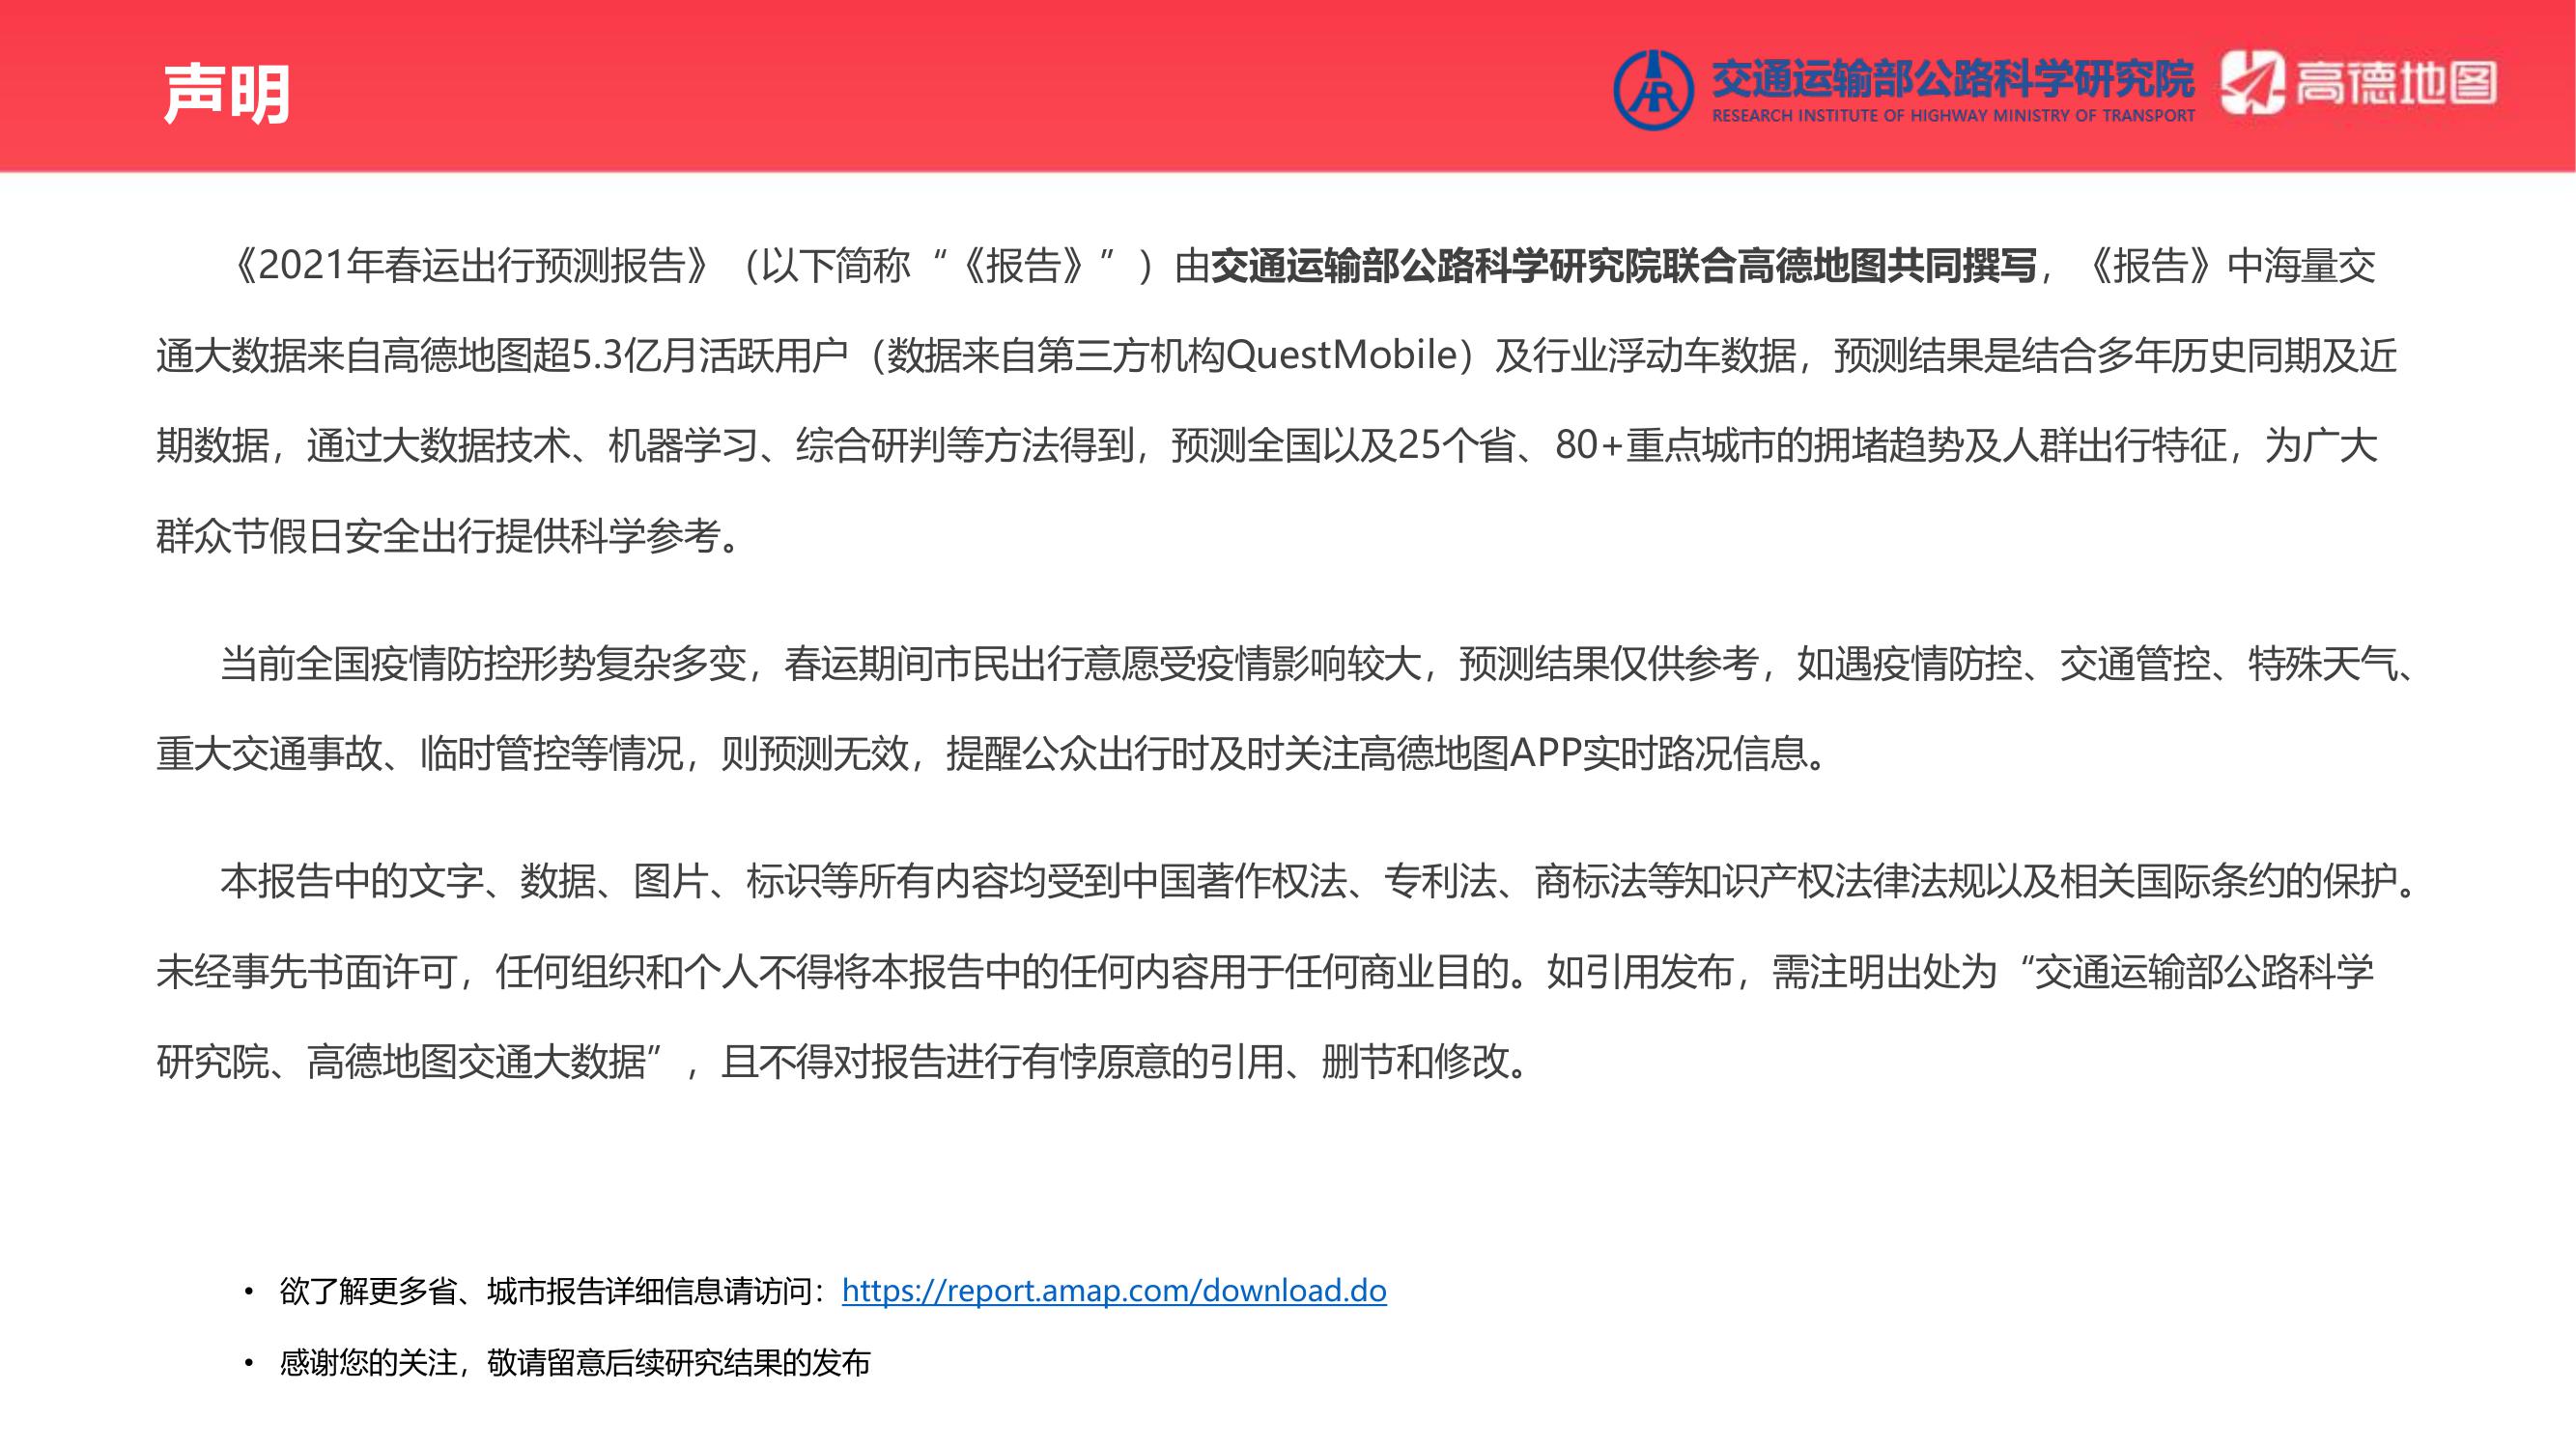 声明
交通运输部公路科学研究院
RESEARCH INSTITUTE OF HIGHWAY MINISTRY OF TRANSPORT
高德地图
《2021年春运出行预测报告》（以下简称“《报告》”）由交通运输部公路科学研究院联合高德地图共同撰写，《报告》中海量交
通大数据来自高德地图超5.3亿月活跃用户（数据来自第三方机构QuestMobile）及行业浮动车数据，预测结果是结合多年历史同期及近
期数据，通过大数据技术、机器学习、综合研判等方法得到，预测全国以及25个省、80+重点城市的拥堵趋势及人群出行特征，为广大
群众节假日安全出行提供科学参考。
当前全国疫情防控形势复杂多变，春运期间市民出行意愿受疫情影响较大，预测结果仅供参考，如遇疫情防控、交通管控、特殊天气、
重大交通事故、临时管控等情况，则预测无效，提醒公众出行时及时关注高德地图APP实时路况信息。
本报告中的文字、数据、图片、标识等所有内容均受到中国著作权法、专利法、商标法等知识产权法律法规以及相关国际条约的保护。
未经事先书面许可，任何组织和个人不得将本报告中的任何内容用于任何商业目的。如引用发布，需注明出处为“交通运输部公路科学
研究院、高德地图交通大数据”，且不得对报告进行有悖原意的引用、删节和修改。
• 欲了解更多省、城市报告详细信息请访问：https://report.amap.com/download.do
• 感谢您的关注，敬请留意后续研究结果的发布